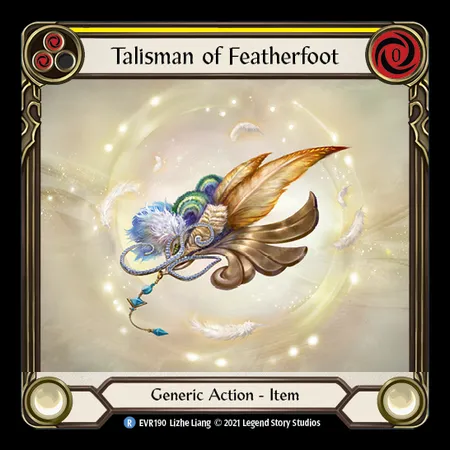 Talisman of Featherfoot
0
Generic Action - Item
R EVR190 Lizhe Liang © 2021 Legend Story Studios